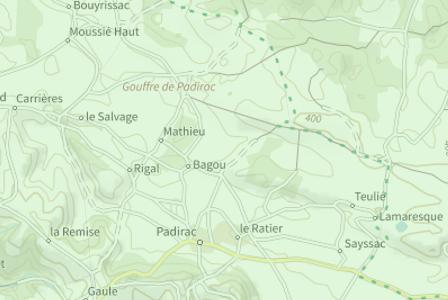 Bouyrissac
Moussié Haut
Gouffre de Padirac
Carrières
le Salvage
400
Mathieu
Rigal
Bagou
Teulié
Lamaresque
la Remise
Padirac
le Ratier
Sayssac
Gaule